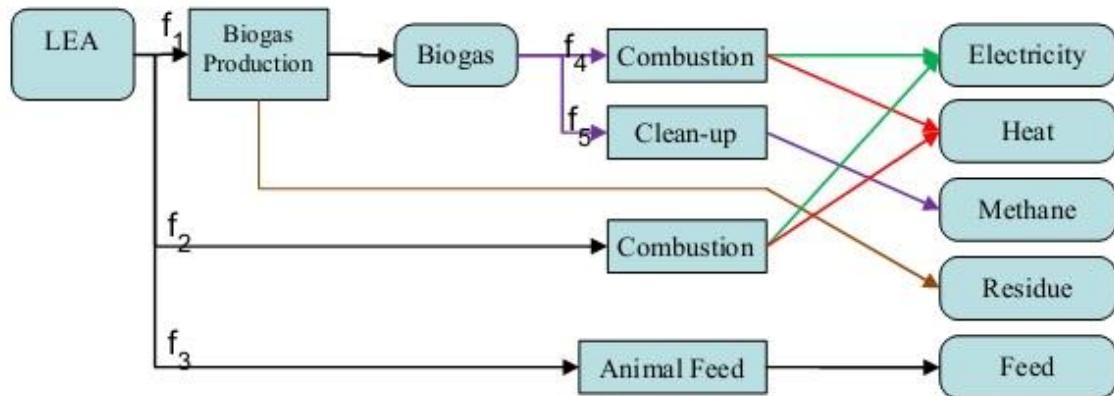 LEA
f1
Biogas
Production
Biogas
f4
Combustion
Electricity
f5
Clean-up
Heat
Methane
f2
Combustion
Residue
f3
Animal Feed
Feed